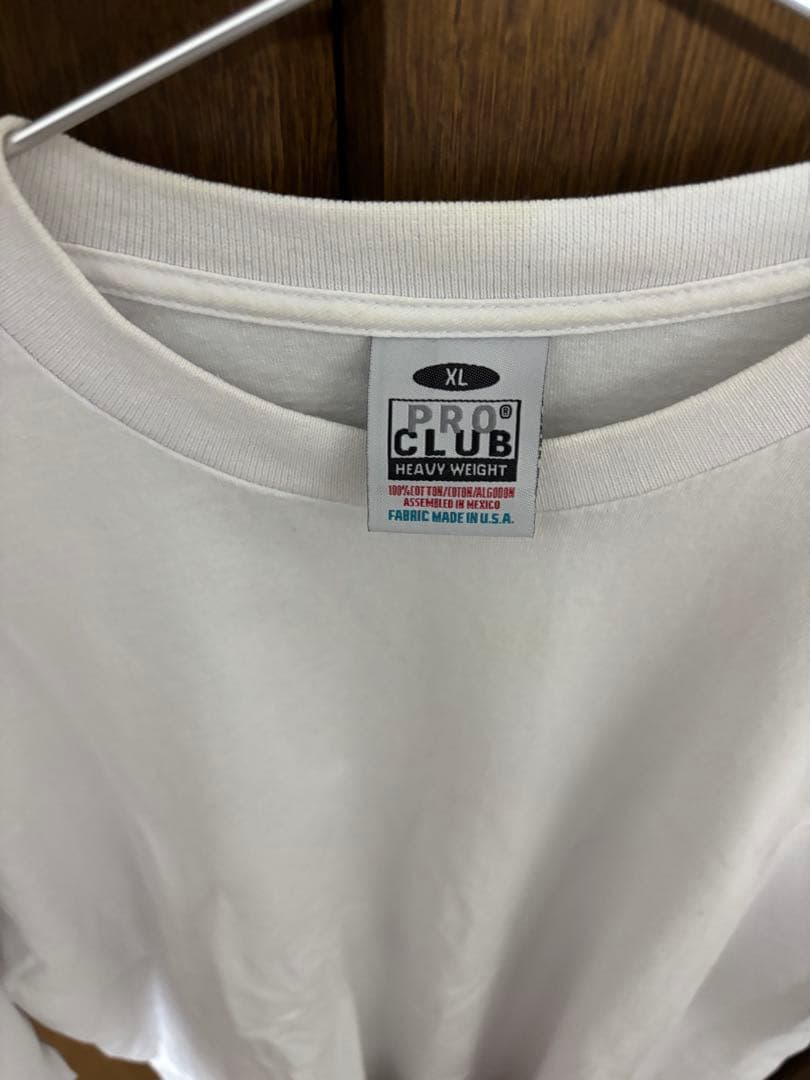 XL
PRO®
CLUB
HEAVY WEIGHT
100%COTTON/COTON/ALGODON
ASSEMBLED IN MEXICO
FABRIC MADE IN U.S.A.